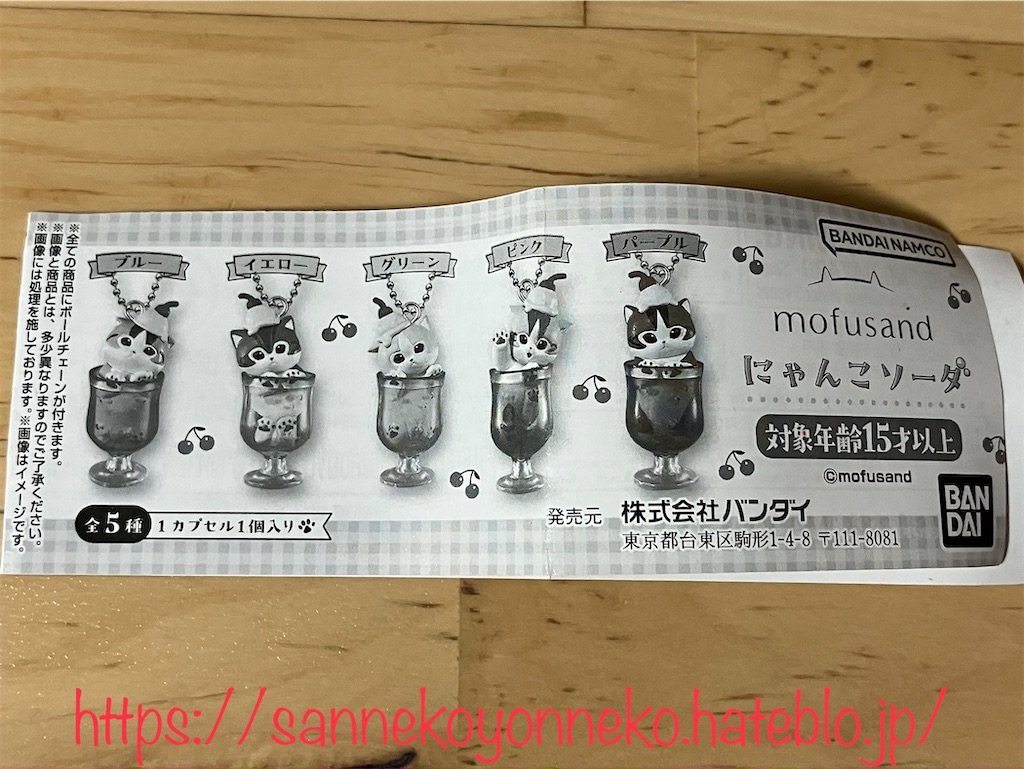 ※全ての商品にボールチェーンが付きます。
※画像と商品とは、多少異なりますのでご了承ください。
※画像には処理を施しております。※画像はイメージです。
ブルー
イエロー
グリーン
ピンク
パープル
BANDAI NAMCO
mofusand
にゃんこソーダ
対象年齢15才以上
©mofusand
BAN
DAI
全5種
1カプセル1個入り
発売元 株式会社バンダイ
東京都台東区駒形1-4-8 〒111-8081
https://sannekoyonneko.hateblo.jp/